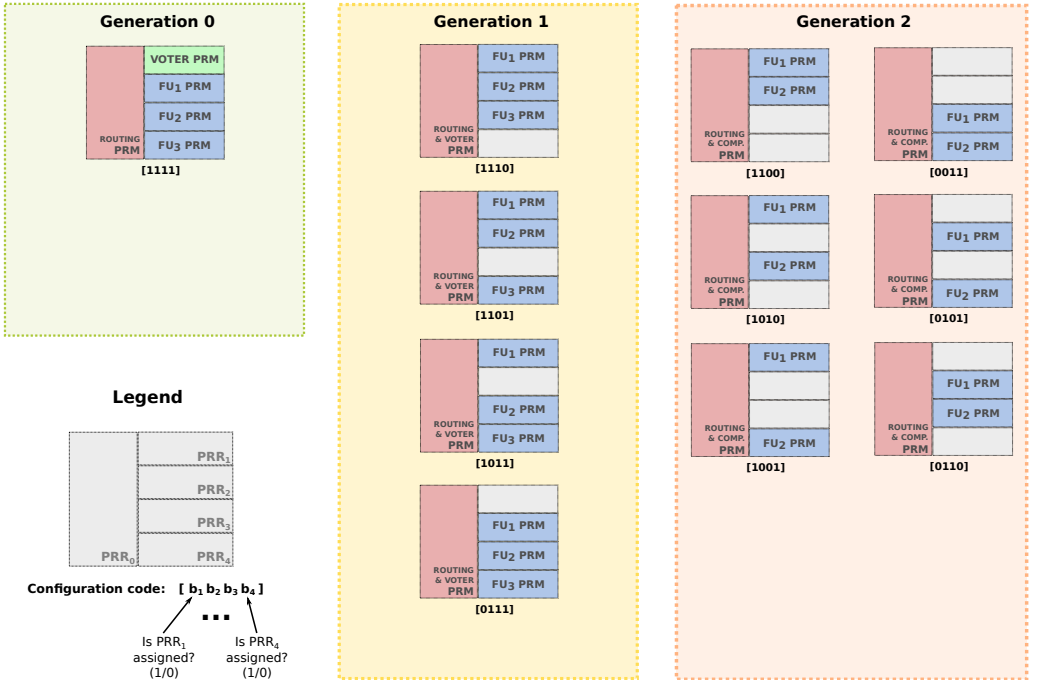 Generation 0
VOTER PRM
FU1 PRM
FU2 PRM
FU3 PRM
ROUTING
PRM
[1111]
Legend
PRR1
PRR2
PRR3
PRR0
PRR4
Configuration code: [ b1 b2 b3 b4 ]
...
Is PRR1
assigned?
(1/0)
Is PRR4
assigned?
(1/0)
Generation 1
FU1 PRM
FU2 PRM
FU3 PRM
ROUTING
& VOTER
PRM
[1110]
FU1 PRM
FU2 PRM
ROUTING
& VOTER
PRM
FU3 PRM
[1101]
FU1 PRM
FU2 PRM
FU3 PRM
ROUTING
& VOTER
PRM
[1011]
FU1 PRM
FU2 PRM
FU3 PRM
ROUTING
& VOTER
PRM
[0111]
Generation 2
FU1 PRM
FU2 PRM
ROUTING
& COMP.
PRM
[1100]
FU1 PRM
FU2 PRM
ROUTING
& COMP.
PRM
[0011]
FU1 PRM
FU2 PRM
ROUTING
& COMP.
PRM
[1010]
FU1 PRM
FU2 PRM
ROUTING
& COMP.
PRM
[0101]
FU1 PRM
FU2 PRM
ROUTING
& COMP.
PRM
[1001]
FU1 PRM
FU2 PRM
ROUTING
& COMP.
PRM
[0110]